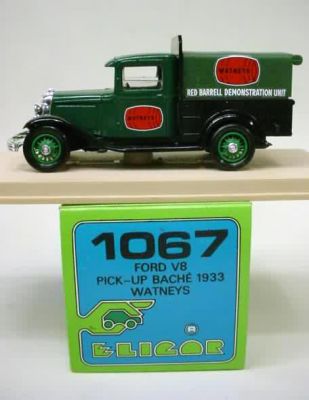 WATNEYS
RED BARRELL DEMONSTRATION UNIT
WATNEYS
1067
FORD V8
PICK-UP BACHÉ 1933
WATNEYS
R
ELIGOR